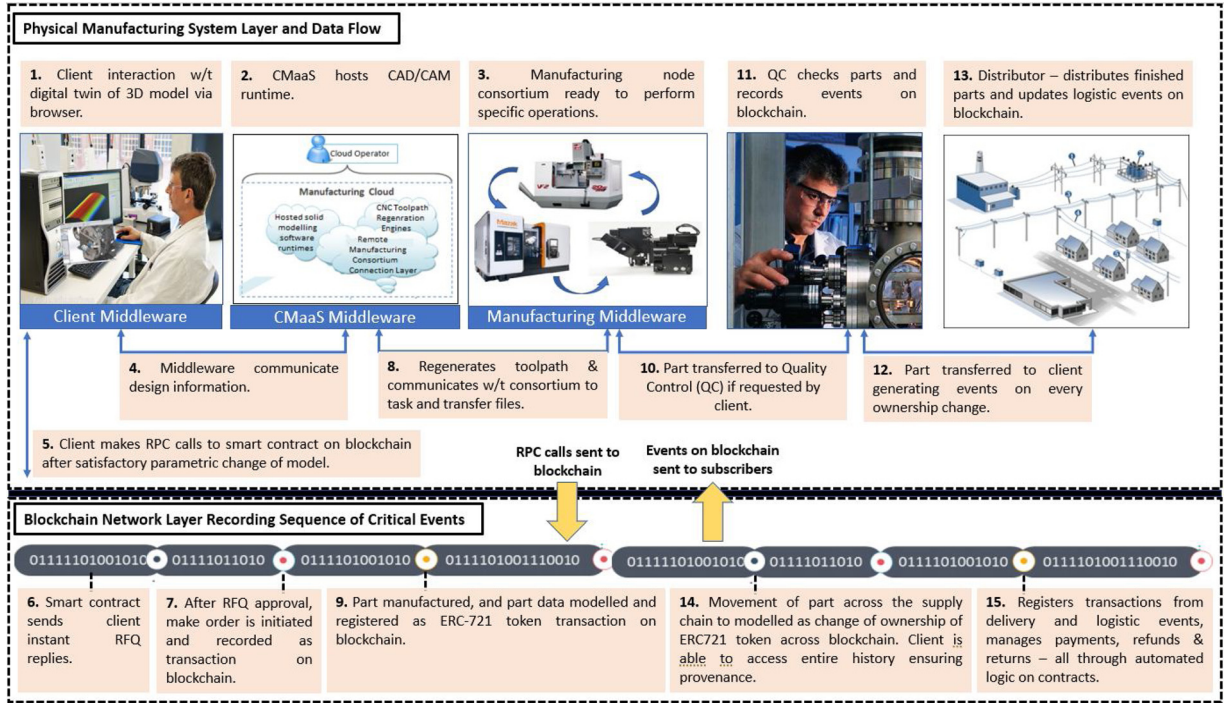 Physical Manufacturing System Layer and Data Flow
1. Client interaction w/t
digital twin of 3D model via
browser.
2. CMaaS hosts CAD/CAM
runtime.
3. Manufacturing node
consortium ready to perform
specific operations.
11. QC checks parts and
records events on
blockchain.
13. Distributor – distributes finished
parts and updates logistic events on
blockchain.
Cloud Operator
Manufacturing Cloud
Hosted solid
modelling
software
runtimes
CNC Toolpath
Regenration
Engines
Remote
Manufacturing
Consortium
Connection Layer
Client Middleware
CMaaS Middleware
Manufacturing Middleware
4. Middleware communicate
design information.
8. Regenerates toolpath &
communicates w/t consortium to
task and transfer files.
10. Part transferred to Quality
Control (QC) if requested by
client.
12. Part transferred to client
generating events on every
ownership change.
5. Client makes RPC calls to smart contract on blockchain
after satisfactory parametric change of model.
RPC calls sent to
blockchain
Events on blockchain
sent to subscribers
Blockchain Network Layer Recording Sequence of Critical Events
01111101001010 01111011010 01111101001010 01111101001110010 01111101001010 01111011010 01111101001010 01111101001110010
6. Smart contract
sends client
instant RFQ
replies.
7. After RFQ approval,
make order is initiated
and recorded as
transaction on
blockchain.
9. Part manufactured, and part data modelled and
registered as ERC-721 token transaction on
blockchain.
14. Movement of part across the supply
chain to modelled as change of ownership of
ERC721 token across blockchain. Client is
able to access entire history ensuring
provenance.
15. Registers transactions from
delivery and logistic events,
manages payments, refunds &
returns – all through automated
logic on contracts.